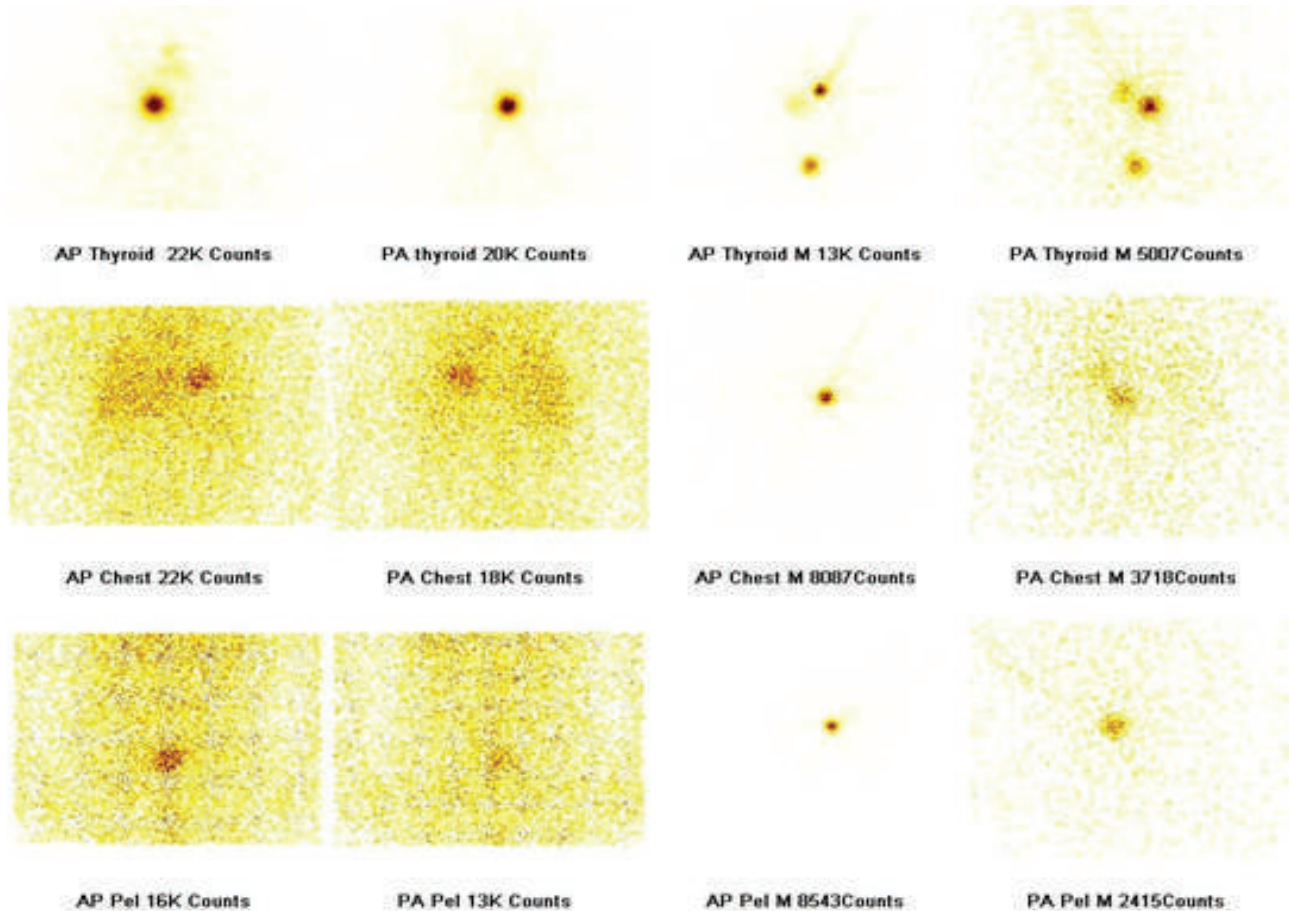 AP Thyroid 22K Counts
PA thyroid 20K Counts
AP Thyroid M 13K Counts
PA Thyroid M 5007Counts
AP Chest 22K Counts
PA Chest 18K Counts
AP Chest M 8087Counts
PA Chest M 3718Counts
AP Pel 16K Counts
PA Pel 13K Counts
AP Pel M 8543Counts
PA Pel M 2415Counts